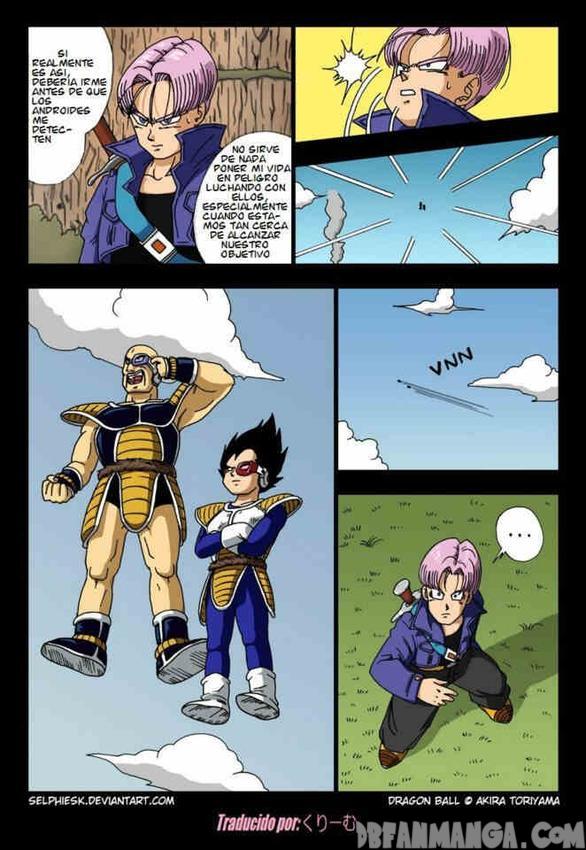 SI
REALMENTE
ES ASI,
DEBERÍA IRME
ANTES DE QUE
LOS
ANDROIDES
ME
DETEC-
TEN
NO SIRVE
DE NADA
PONER MI VIDA
EN PELIGRO
LUCHANDO CON
ELLOS,
ESPECIALMENTE
CUANDO ESTA-
MOS TAN CERCA
DE ALCANZAR
NUESTRO
OBJETIVO
VNN
...
SELPHIESK.DEVIANTART.COM
DRAGON BALL © AKIRA TORIYAMA
Traducido por:くりーむ
DBFANMANGA.COM